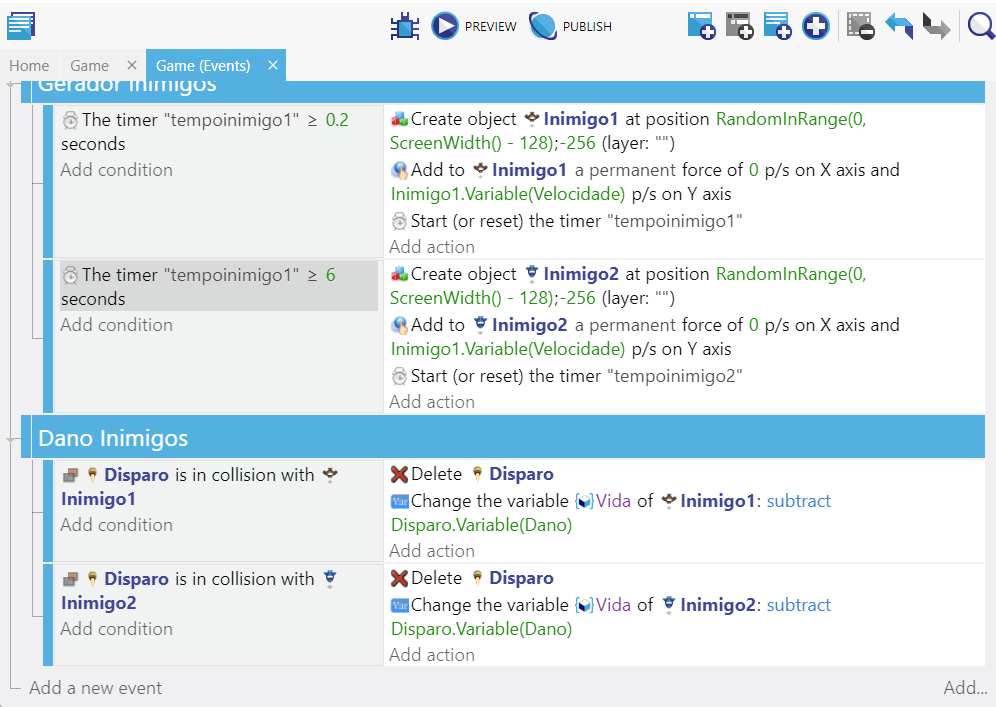 PREVIEW PUBLISH
Home Game × Game (Events) ×
Gerador Inimigos
The timer "tempoinimigo1" ≥ 0.2
seconds
Add condition
Create object Inimigo1 at position RandomInRange(0,
ScreenWidth() - 128);-256 (layer: "")
Add to Inimigo1 a permanent force of 0 p/s on X axis and
Inimigo1.Variable(Velocidade) p/s on Y axis
Start (or reset) the timer "tempoinimigo1"
Add action
The timer "tempoinimigo1" ≥ 6
seconds
Add condition
Create object Inimigo2 at position RandomInRange(0,
ScreenWidth() - 128);-256 (layer: "")
Add to Inimigo2 a permanent force of 0 p/s on X axis and
Inimigo1.Variable(Velocidade) p/s on Y axis
Start (or reset) the timer "tempoinimigo2"
Add action
Dano Inimigos
Disparo is in collision with
Inimigo1
Add condition
Delete Disparo
Var Change the variable Vida of Inimigo1: subtract
Disparo.Variable(Dano)
Add action
Disparo is in collision with
Inimigo2
Add condition
Delete Disparo
Var Change the variable Vida of Inimigo2: subtract
Disparo.Variable(Dano)
Add action
Add a new event Add...